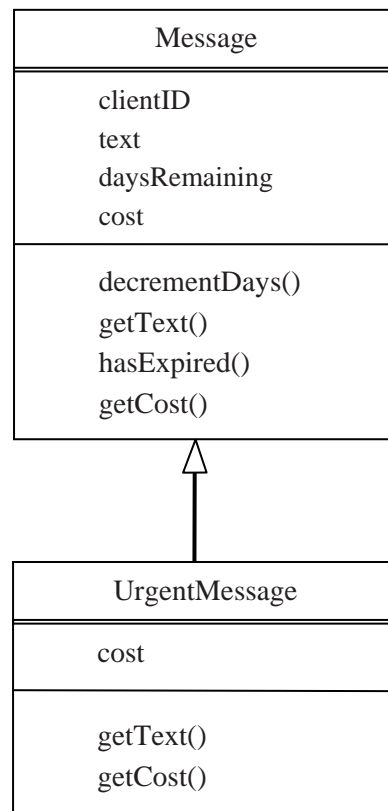 Message
clientID
text
daysRemaining
cost
decrementDays()
getText()
hasExpired()
getCost()
UrgentMessage
cost
getText()
getCost()